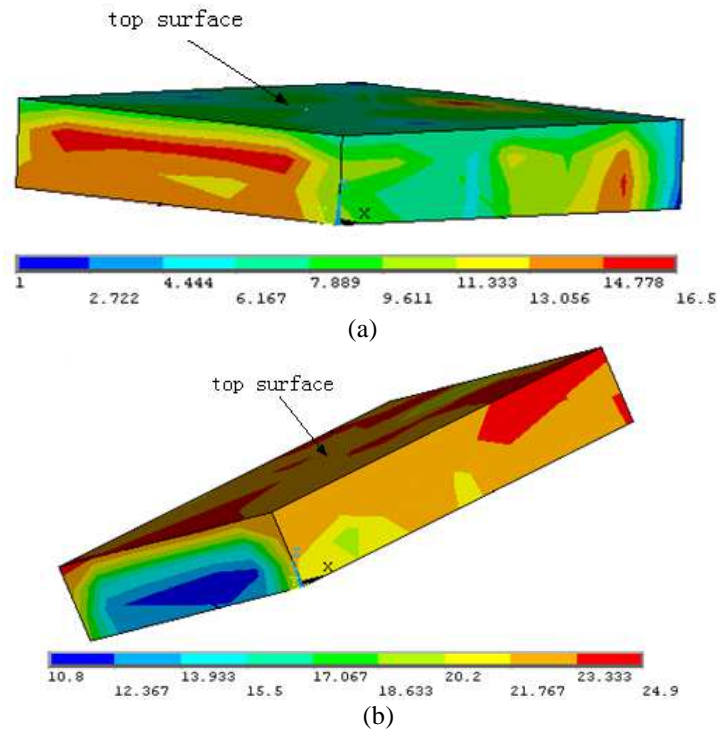 top surface
X
1 4.444 7.889 11.333 14.778
2.722 6.167 9.611 13.056 16.5
(a)
top surface
X
10.8 13.933 17.067 20.2 23.333
12.367 15.5 18.633 21.767 24.9
(b)